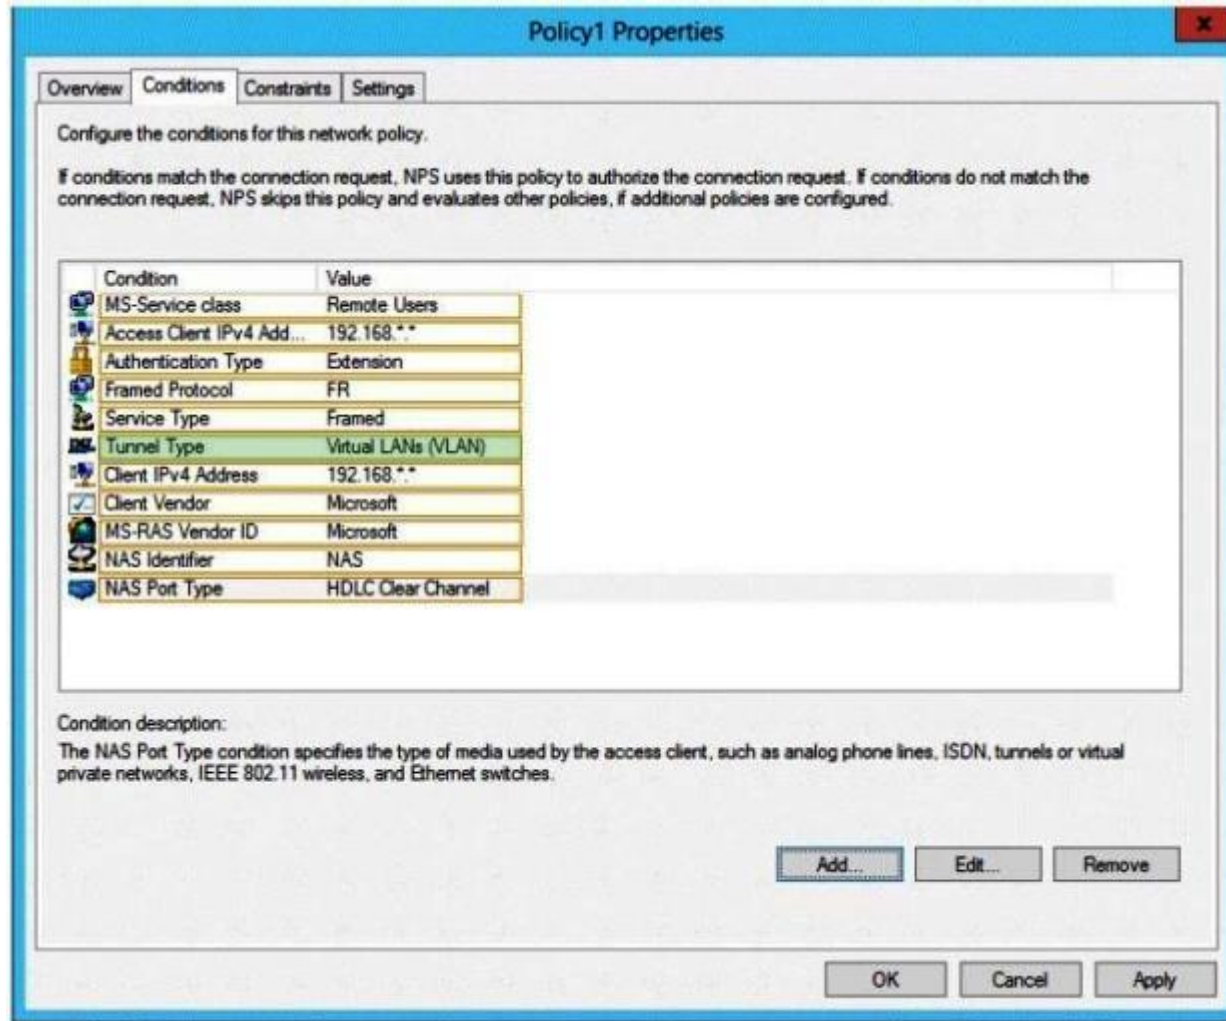 Policy1 Properties
x
Overview Conditions Constraints Settings
Configure the conditions for this network policy.
If conditions match the connection request, NPS uses this policy to authorize the connection request. If conditions do not match the
connection request, NPS skips this policy and evaluates other policies, if additional policies are configured.
Condition Value
MS-Service class Remote Users
Access Client IPv4 Add... 192.168.*.*
Authentication Type Extension
Framed Protocol FR
Service Type Framed
DSL Tunnel Type Virtual LANs (VLAN)
Client IPv4 Address 192.168.*.*
Client Vendor Microsoft
MS-RAS Vendor ID Microsoft
NAS Identifier NAS
NAS Port Type HDLC Clear Channel
Condition description:
The NAS Port Type condition specifies the type of media used by the access client, such as analog phone lines, ISDN, tunnels or virtual
private networks, IEEE 802.11 wireless, and Ethernet switches.
Add... Edit... Remove
OK Cancel Apply